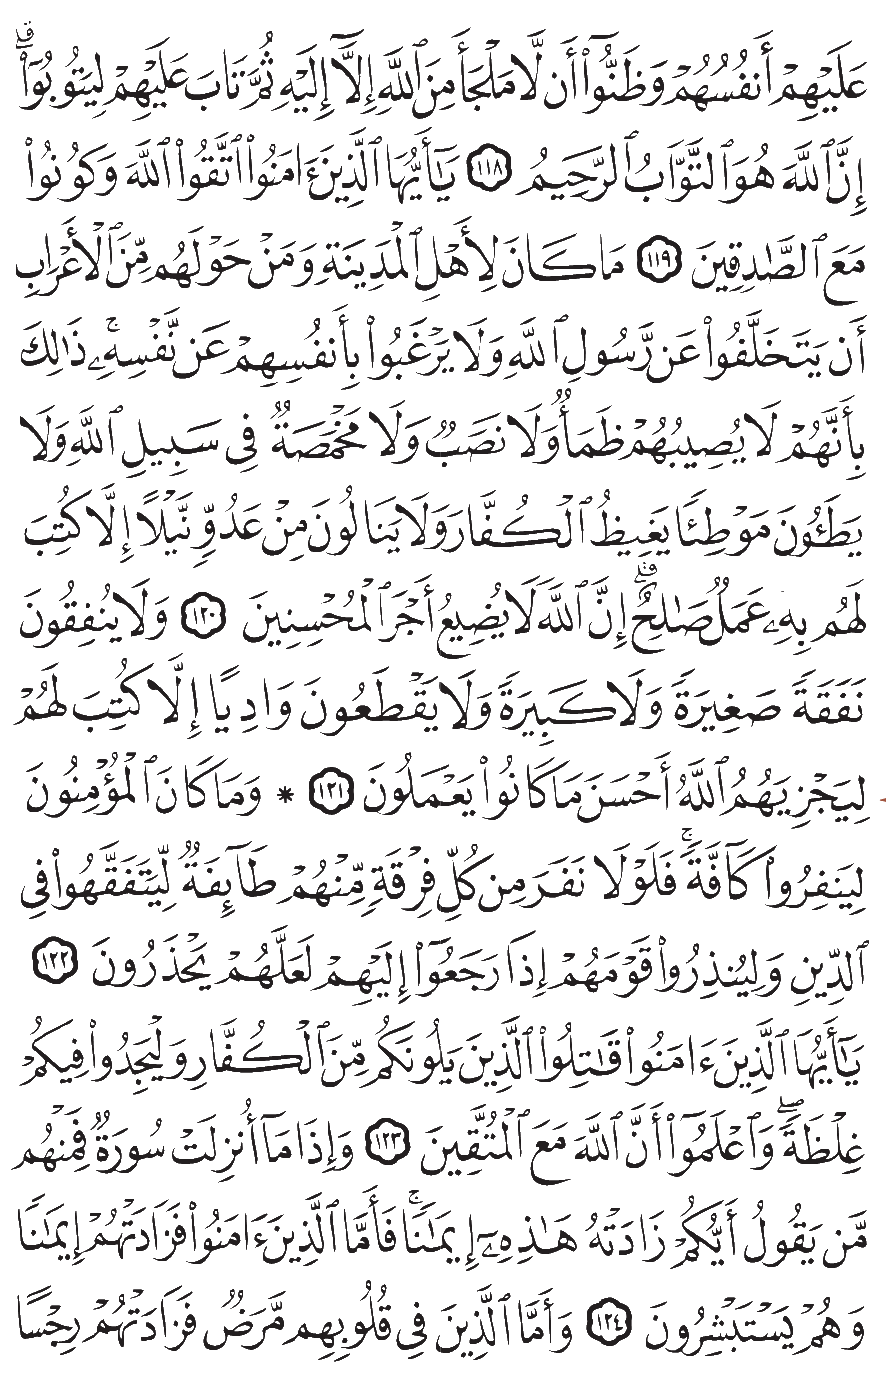 عَلَيْهِمْ أَنفُسُهُمْ وَظَنُّوٓا۟ أَن لَّا مَلْجَأَ مِنَ ٱللَّهِ إِلَّآ إِلَيْهِ ثُمَّ تَابَ عَلَيْهِمْ لِيَتُوبُوٓا۟ ۗ
إِنَّ ٱللَّهَ هُوَ ٱلتَّوَّابُ ٱلرَّحِيمُ ١١٨ يَـٰٓأَيُّهَا ٱلَّذِينَ ءَامَنُوا۟ ٱتَّقُوا۟ ٱللَّهَ وَكُونُوا۟
مَعَ ٱلصَّـٰدِقِينَ ١١٩ مَا كَانَ لِأَهْلِ ٱلْمَدِينَةِ وَمَنْ حَوْلَهُم مِّنَ ٱلْأَعْرَابِ
أَن يَتَخَلَّفُوا۟ عَن رَّسُولِ ٱللَّهِ وَلَا يَرْغَبُوا۟ بِأَنفُسِهِمْ عَن نَّفْسِهِۦ ۚ ذَٰلِكَ
بِأَنَّهُمْ لَا يُصِيبُهُمْ ظَمَأٌ وَلَا نَصَبٌ وَلَا مَخْمَصَةٌ فِى سَبِيلِ ٱللَّهِ وَلَا
يَطَـُٔونَ مَوْطِئًا يَغِيظُ ٱلْكُفَّارَ وَلَا يَنَالُونَ مِنْ عَدُوٍّ نَّيْلًا إِلَّا كُتِبَ
لَهُم بِهِۦ عَمَلٌ صَـٰلِحٌ ۗ إِنَّ ٱللَّهَ لَا يُضِيعُ أَجْرَ ٱلْمُحْسِنِينَ ١٢٠ وَلَا يُنفِقُونَ
نَفَقَةً صَغِيرَةً وَلَا كَبِيرَةً وَلَا يَقْطَعُونَ وَادِيًا إِلَّا كُتِبَ لَهُمْ
لِيَجْزِيَهُمُ ٱللَّهُ أَحْسَنَ مَا كَانُوا۟ يَعْمَلُونَ ١٢١ * وَمَا كَانَ ٱلْمُؤْمِنُونَ
لِيَنفِرُوا۟ كَآفَّةً ۚ فَلَوْلَا نَفَرَ مِن كُلِّ فِرْقَةٍ مِّنْهُمْ طَآئِفَةٌ لِّيَتَفَقَّهُوا۟ فِى
ٱلدِّينِ وَلِيُنذِرُوا۟ قَوْمَهُمْ إِذَا رَجَعُوٓا۟ إِلَيْهِمْ لَعَلَّهُمْ يَحْذَرُونَ ١٢٢
يَـٰٓأَيُّهَا ٱلَّذِينَ ءَامَنُوا۟ قَـٰتِلُوا۟ ٱلَّذِينَ يَلُونَكُم مِّنَ ٱلْكُفَّارِ وَلْيَجِدُوا۟ فِيكُمْ
غِلْظَةً ۖ وَٱعْلَمُوٓا۟ أَنَّ ٱللَّهَ مَعَ ٱلْمُتَّقِينَ ١٢٣ وَإِذَا مَآ أُنزِلَتْ سُورَةٌ فَمِنْهُم
مَّن يَقُولُ أَيُّكُمْ زَادَتْهُ هَـٰذِهِۦٓ إِيمَـٰنًا ۚ فَأَمَّا ٱلَّذِينَ ءَامَنُوا۟ فَزَادَتْهُمْ إِيمَـٰنًا
وَهُمْ يَسْتَبْشِرُونَ ١٢٤ وَأَمَّا ٱلَّذِينَ فِى قُلُوبِهِم مَّرَضٌ فَزَادَتْهُمْ رِجْسًا